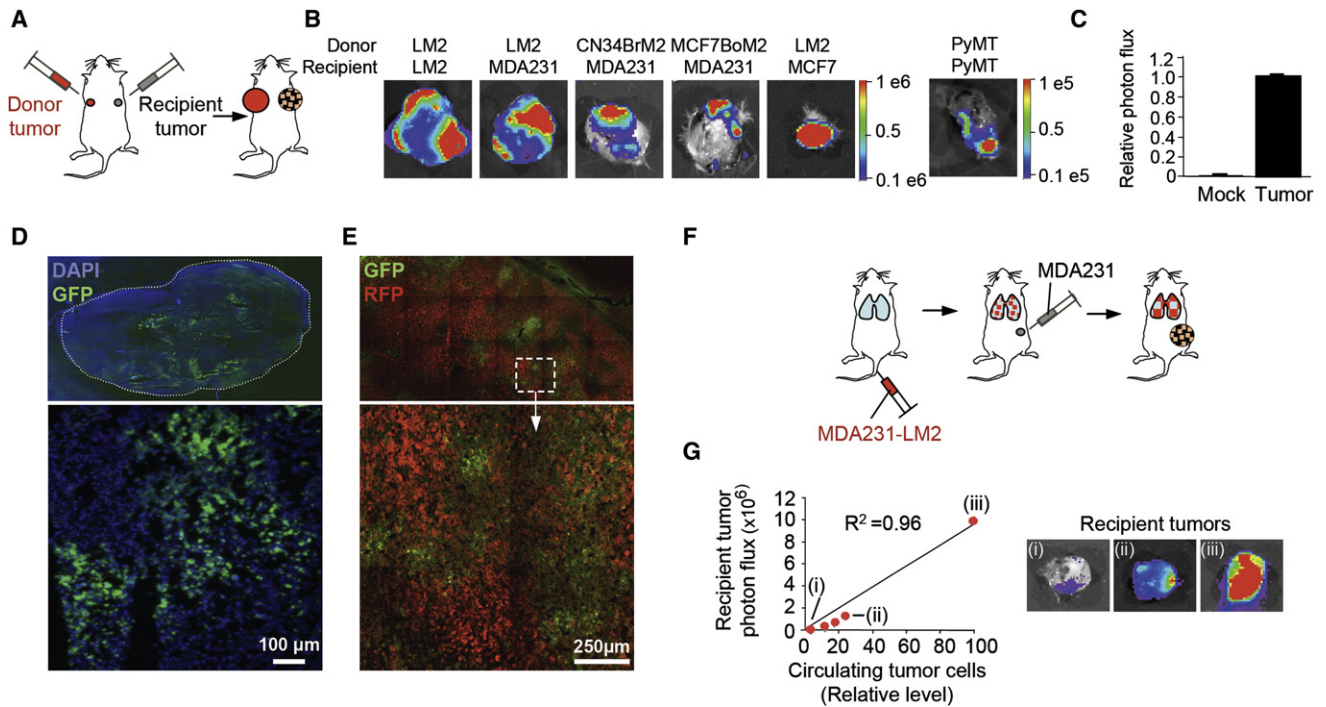 A
Donor tumor
Recipient tumor
B
Donor LM2 LM2 CN34BrM2 MCF7BoM2 LM2 PyMT
Recipient LM2 MDA231 MDA231 MDA231 MCF7 PyMT
1e6
0.5
0.1 e6
1 e5
0.5
0.1 e5
C
Relative photon flux
1.2
1.0
0.8
0.6
0.4
0.2
0
Mock Tumor
D
DAPI
GFP
100 µm
E
GFP
RFP
250µm
F
MDA231
MDA231-LM2
G
Recipient tumor
photon flux (x10⁶)
12
10
8
6
4
2
0
R² =0.96
(i)
(ii)
(iii)
0 20 40 60 80 100
Circulating tumor cells
(Relative level)
Recipient tumors
(i) (ii) (iii)